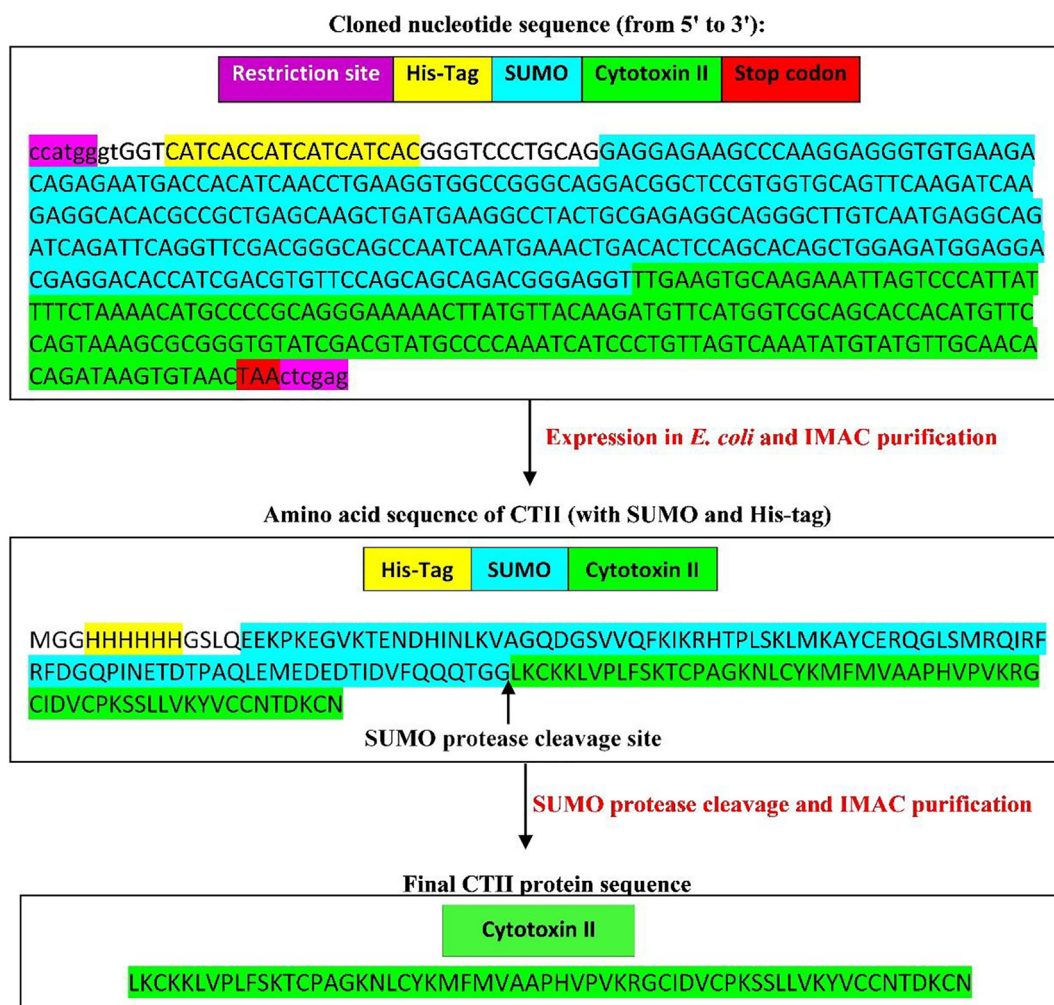 Cloned nucleotide sequence (from 5' to 3'):
Restriction site His-Tag SUMO Cytotoxin II Stop codon
ccatgggtGGTCATCACCATCATCATCACGGGTCCCTGCAGGAGGAGAAGCCCAAGGAGGGTGTGAAGA
CAGAGAATGACCACATCAACCTGAAGGTGGCCGGGCAGGACGGCTCCGTGGTGCAGTTCAAGATCAA
GAGGCACACGCCGCTGAGCAAGCTGATGAAGGCCTACTGCGAGAGGCAGGGCTTGTCAATGAGGCAG
ATCAGATTCAGGTTCGACGGGCAGCCAATCAATGAAACTGACACTCCAGCACAGCTGGAGATGGAGGA
CGAGGACACCATCGACGTGTTCCAGCAGCAGACGGGAGGTTTGAAGTGCAAGAAATTAGTCCCATTAT
TTTCTAAAACATGCCCCGCAGGGAAAAACTTATGTTACAAGATGTTCATGGTCGCAGCACCACATGTTC
CAGTAAAGCGCGGGTGTATCGACGTATGCCCCAAATCATCCCTGTTAGTCAAATATGTATGTTGCAACA
CAGATAAGTGTAACTAActcgag
Expression in E. coli and IMAC purification
Amino acid sequence of CTII (with SUMO and His-tag)
His-Tag SUMO Cytotoxin II
MGGHHHHHHGSLQEEKPKEGVKTENDHINLKVAGQDGSVVQFKIKRHTPLSKLMKAYCERQGLSMRQIRF
RFDGQPINETDTPAQLEMEDEDTIDVFQQQTGGLKCKKLVPLFSKTCPAGKNLCYKMFMVAAPHVPVKRG
CIDVCPKSSLLVKYVCCNTDKCN
SUMO protease cleavage site
SUMO protease cleavage and IMAC purification
Final CTII protein sequence
Cytotoxin II
LKCKKLVPLFSKTCPAGKNLCYKMFMVAAPHVPVKRGCIDVCPKSSLLVKYVCCNTDKCN